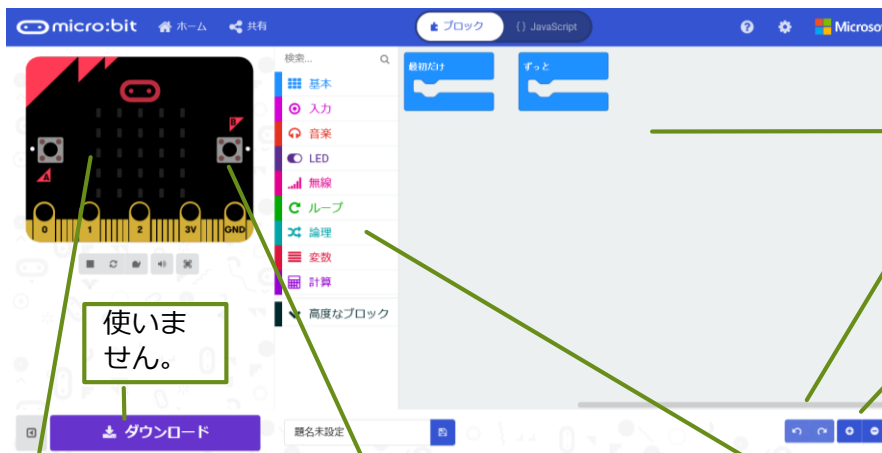 micro:bit ホーム 共有 ブロック {} JavaScript ? Microso
検索...
基本
入力
音楽
LED
無線
ループ
論理
変数
計算
高度なブロック
最初だけ ずっと
B
A
0 1 2 3V GND
使いま
せん。
ダウンロード 題名未設定